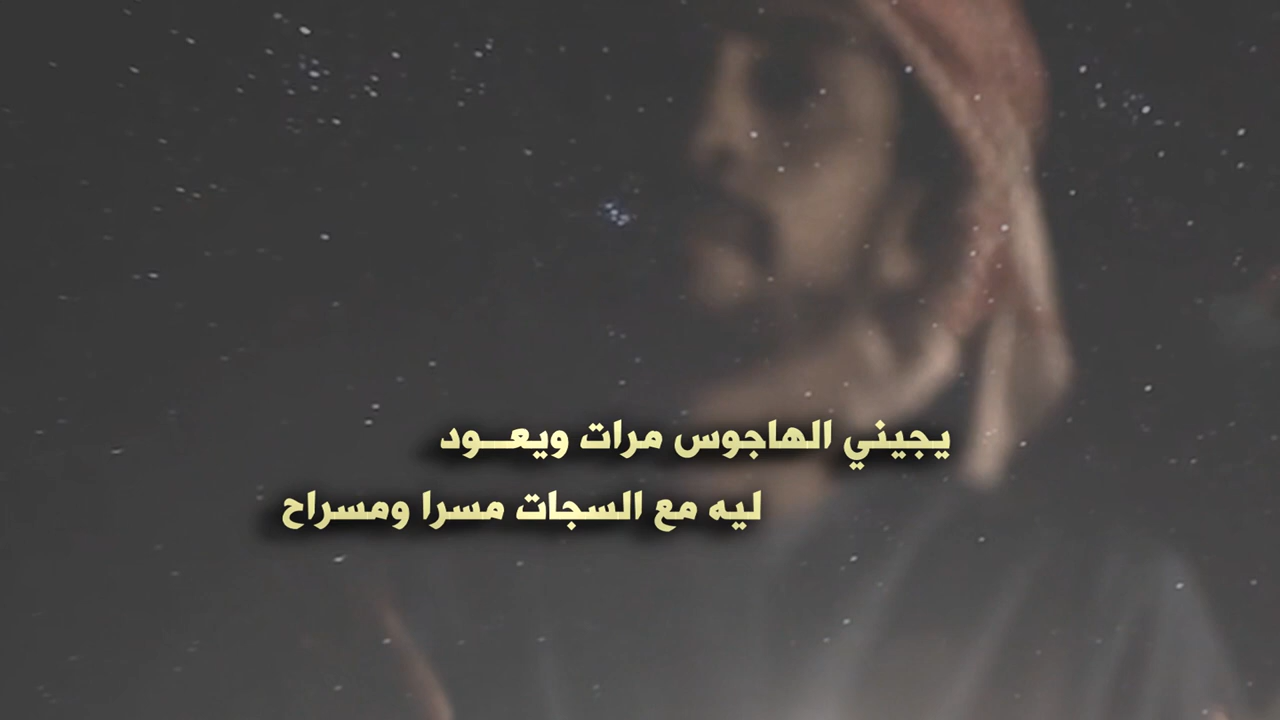 يجيني الهاجوس مرات ويعـــود
ليه مع السجات مسرا ومسراح